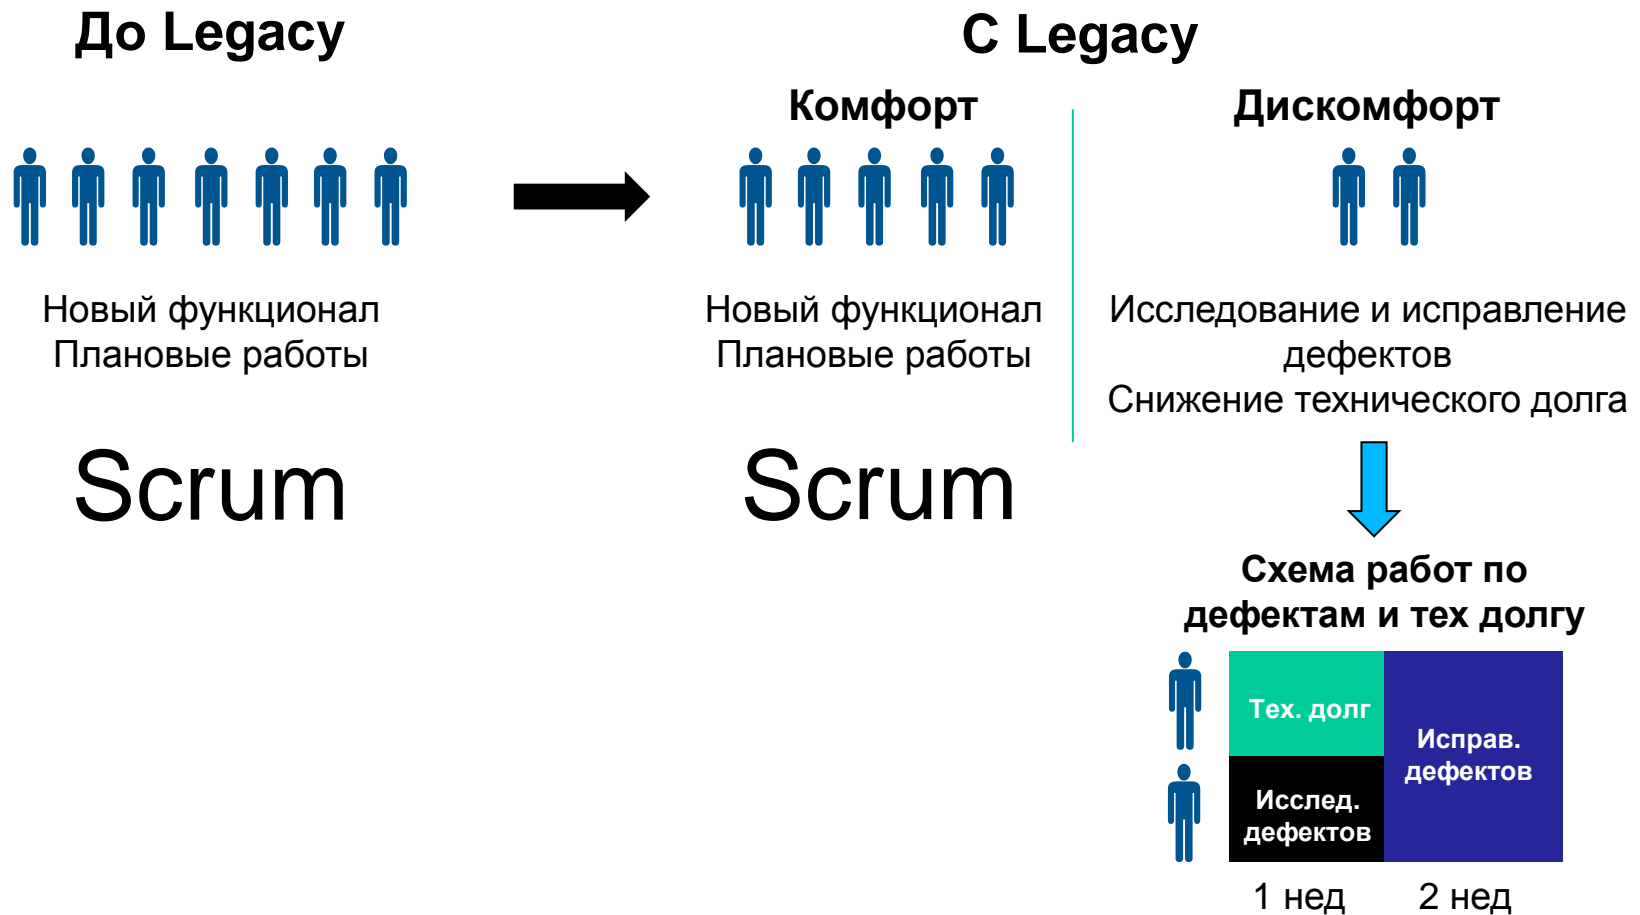 До Legacy
Новый функционал
Плановые работы
Scrum
С Legacy
Комфорт
Новый функционал
Плановые работы
Scrum
Дискомфорт
Исследование и исправление
дефектов
Снижение технического долга
Схема работ по
дефектам и тех долгу
Тех. долг
Исслед.
дефектов
Исправ.
дефектов
1 нед
2 нед